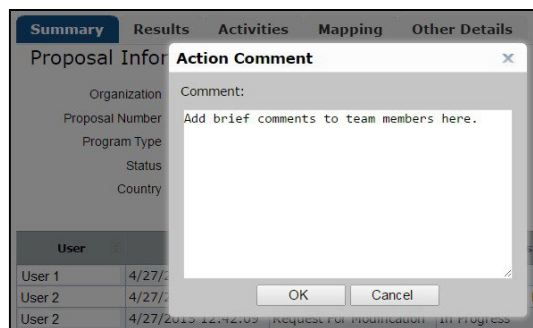 Summary Results Activities Mapping Other Details
Proposal Infor
Action Comment
Organization
Comment:
Proposal Number
Add brief comments to team members here.
Program Type
Status
Country
User
User 1 4/27/2
User 2 4/27/2
OK Cancel
User 2 4/27/2015 12:42:09 Request For Modification In Progress